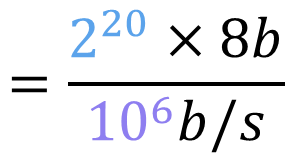 = 2^20 × 8b / 10^6 b/s